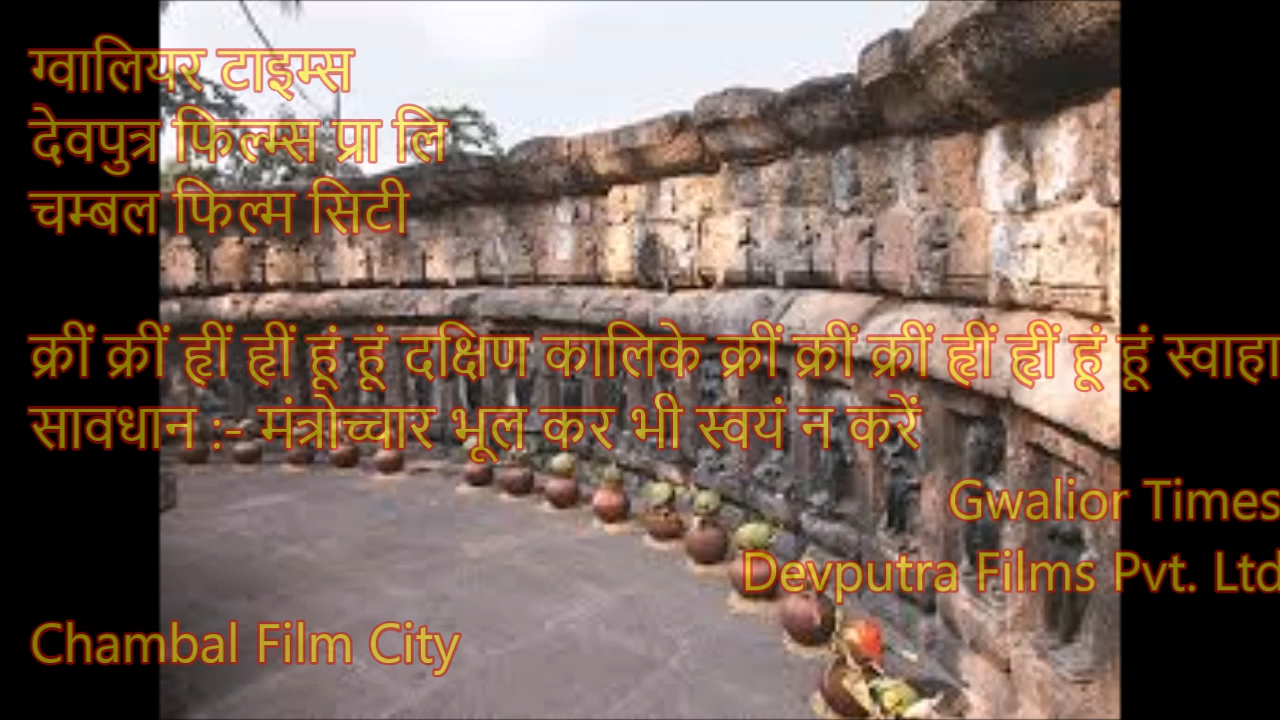 ग्वालियर टाइम्स
देवपुत्र फिल्म्स प्रा लि
चम्बल फिल्म सिटी
क्रीं क्रीं हृीं हृीं हूं हूं दक्षिण कालिके क्रीं क्रीं क्रीं हृीं हृीं हूं हूं स्वाहा
सावधान :- मंत्रोच्चार भूल कर भी स्वयं न करें
Gwalior Times
Devputra Films Pvt. Ltd
Chambal Film City